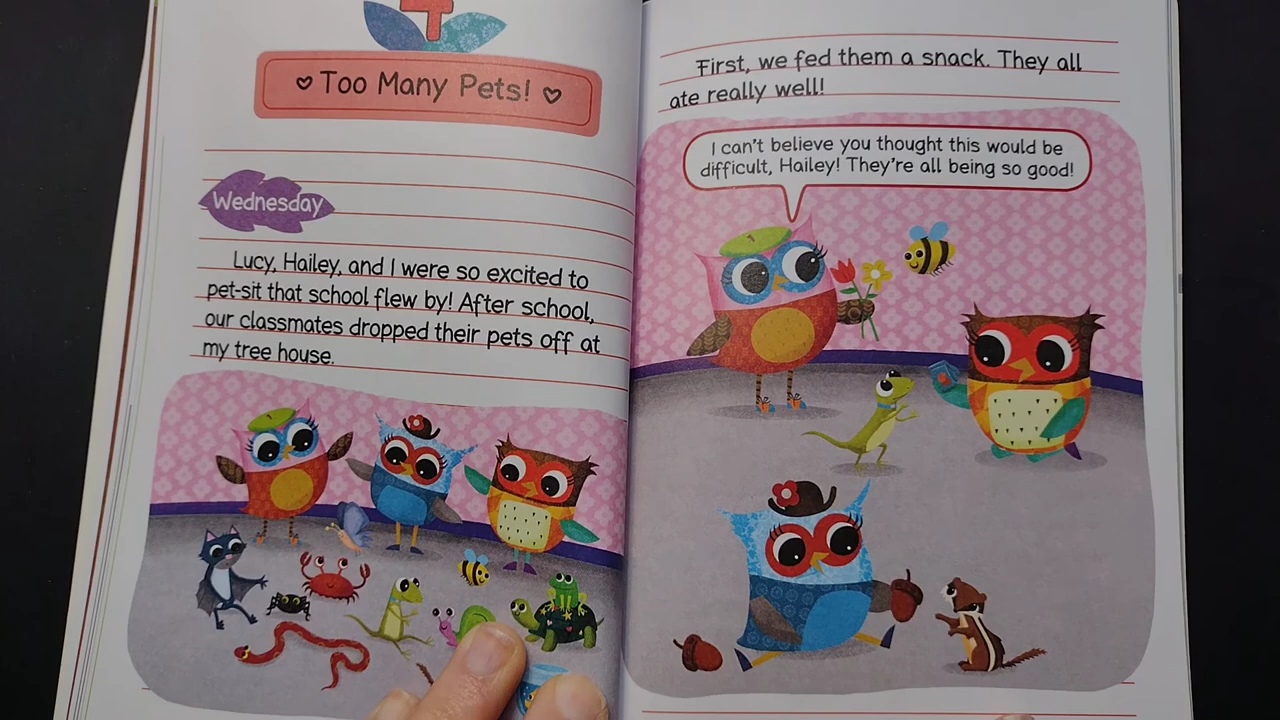 ♡ Too Many Pets! ♡
Wednesday
Lucy, Hailey, and I were so excited to
pet-sit that school flew by! After school,
our classmates dropped their pets off at
my tree house.
First, we fed them a snack. They all
ate really well!
I can't believe you thought this would be
difficult, Hailey! They're all being so good!